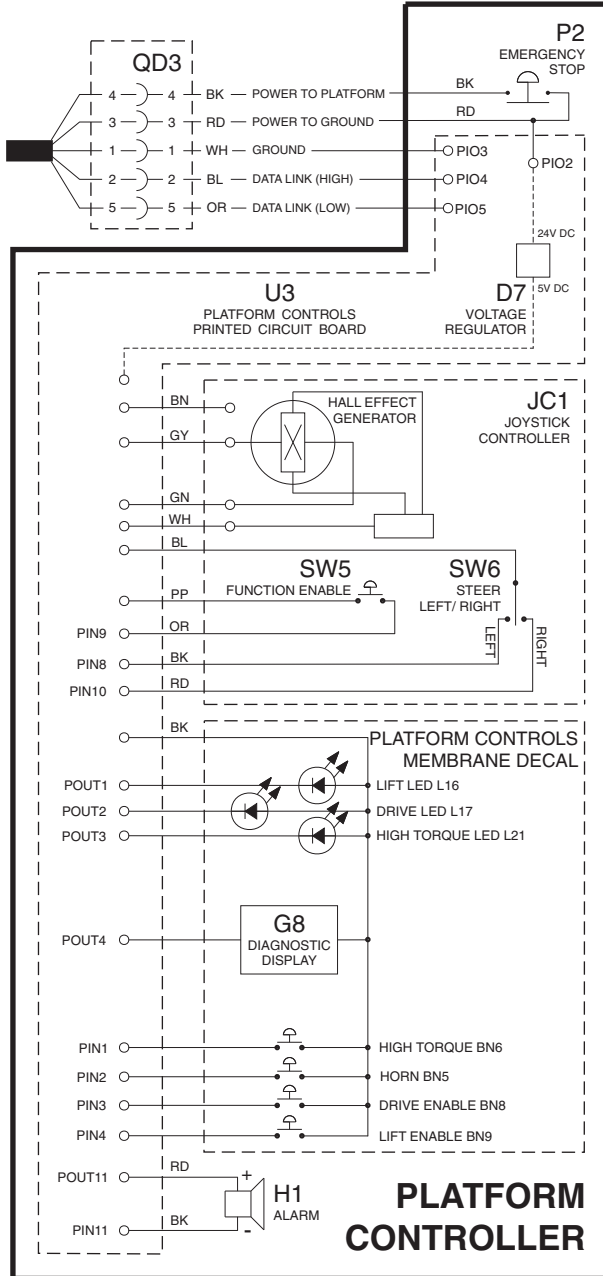 P2
EMERGENCY
STOP
QD3
4 4 BK POWER TO PLATFORM BK
3 3 RD POWER TO GROUND RD
1 1 WH GROUND PIO3
2 2 BL DATA LINK (HIGH) PIO4
5 5 OR DATA LINK (LOW) PIO5
PIO2
24V DC
5V DC
U3
PLATFORM CONTROLS
PRINTED CIRCUIT BOARD
D7
VOLTAGE
REGULATOR
BN
HALL EFFECT
GENERATOR
JC1
JOYSTICK
CONTROLLER
GY
GN
WH
BL
SW5
FUNCTION ENABLE
SW6
STEER
LEFT/ RIGHT
PP
PIN9 OR
LEFT
RIGHT
PIN8 BK
PIN10 RD
BK
PLATFORM CONTROLS
MEMBRANE DECAL
POUT1 LIFT LED L16
POUT2 DRIVE LED L17
POUT3 HIGH TORQUE LED L21
POUT4
G8
DIAGNOSTIC
DISPLAY
PIN1 HIGH TORQUE BN6
PIN2 HORN BN5
PIN3 DRIVE ENABLE BN8
PIN4 LIFT ENABLE BN9
POUT11 RD +
H1
ALARM
PIN11 BK -
PLATFORM
CONTROLLER